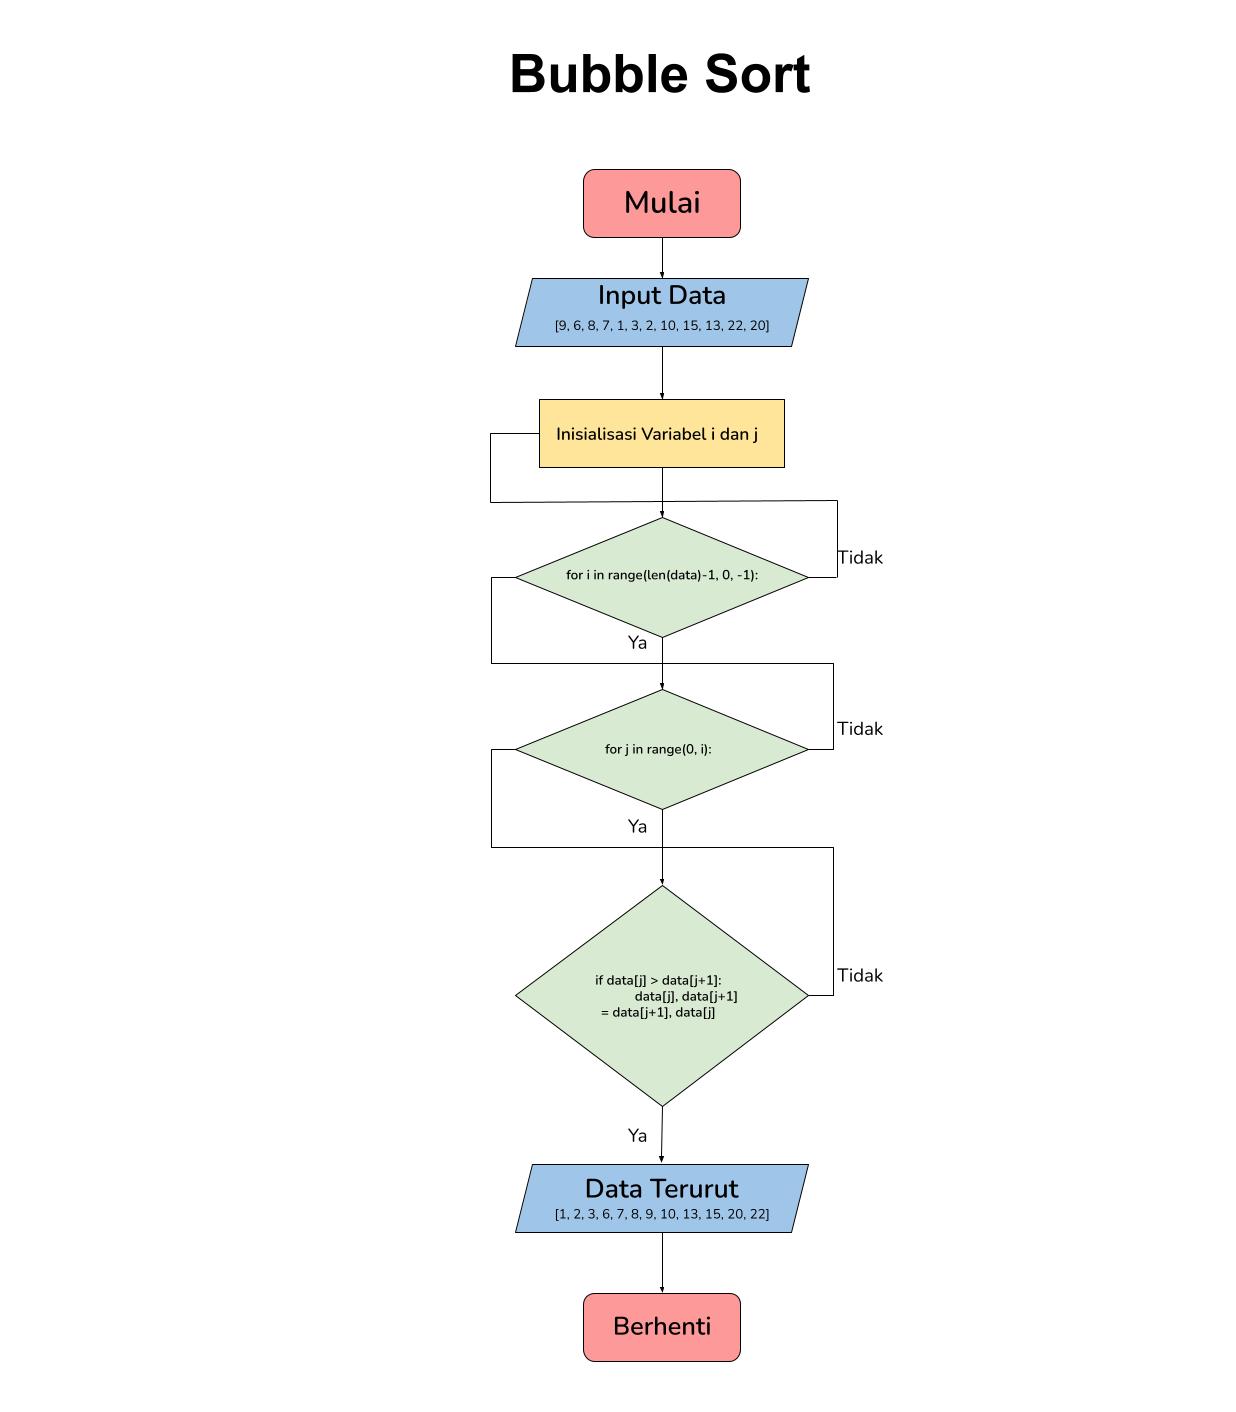 Bubble Sort
Mulai
Input Data
[9, 6, 8, 7, 1, 3, 2, 10, 15, 13, 22, 20]
Inisialisasi Variabel i dan j
Tidak
for i in range(len(data)-1, 0, -1):
Ya
Tidak
for j in range(0, i):
Ya
Tidak
if data[j] > data[j+1]:
data[j], data[j+1]
= data[j+1], data[j]
Ya
Data Terurut
[1, 2, 3, 6, 7, 8, 9, 10, 13, 15, 20, 22]
Berhenti